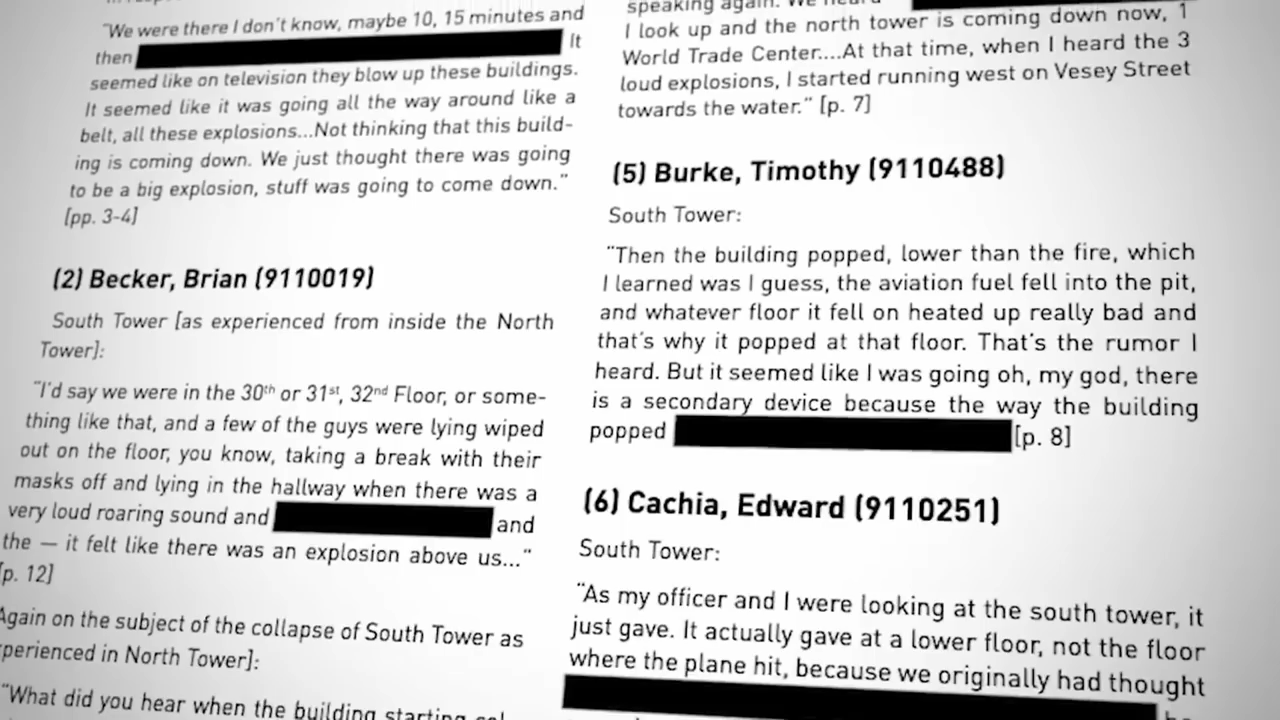 "We were there I don't know, maybe 10, 15 minutes and
then It
seemed like on television they blow up these buildings.
It seemed like it was going all the way around like a
belt, all these explosions...Not thinking that this build-
ing is coming down. We just thought there was going
to be a big explosion, stuff was going to come down."
[pp. 3-4]
(2) Becker, Brian (9110019)
South Tower [as experienced from inside the North
Tower]:
"I'd say we were in the 30th or 31st, 32nd Floor, or some-
thing like that, and a few of the guys were lying wiped
out on the floor, you know, taking a break with their
masks off and lying in the hallway when there was a
very loud roaring sound and and
the — it felt like there was an explosion above us..."
[p. 12]
Again on the subject of the collapse of South Tower as
perienced in North Tower]:
"What did you hear when the building starting
speaking again. We heard
I look up and the north tower is coming down now, 1
World Trade Center....At that time, when I heard the 3
loud explosions, I started running west on Vesey Street
towards the water." [p. 7]
(5) Burke, Timothy (9110488)
South Tower:
"Then the building popped, lower than the fire, which
I learned was I guess, the aviation fuel fell into the pit,
and whatever floor it fell on heated up really bad and
that's why it popped at that floor. That's the rumor I
heard. But it seemed like I was going oh, my god, there
is a secondary device because the way the building
popped [p. 8]
(6) Cachia, Edward (9110251)
South Tower:
"As my officer and I were looking at the south tower, it
just gave. It actually gave at a lower floor, not the floor
where the plane hit, because we originally had thought